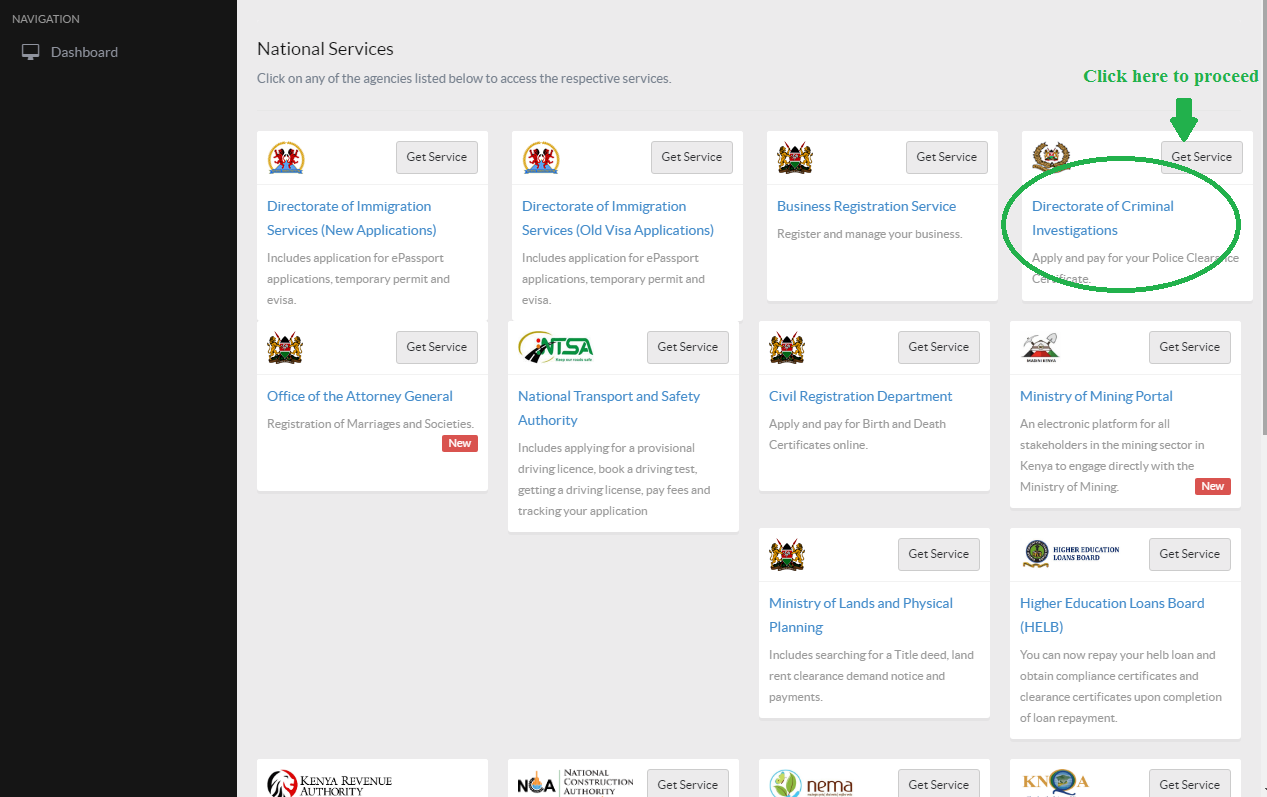 NAVIGATION
Dashboard
National Services
Click on any of the agencies listed below to access the respective services.
Click here to proceed
Get Service
Directorate of Immigration
Services (New Applications)
Includes application for ePassport
applications, temporary permit and
evisa.
Get Service
Directorate of Immigration
Services (Old Visa Applications)
Includes application for ePassport
applications, temporary permit and
evisa.
Get Service
Business Registration Service
Register and manage your business.
Get Service
Directorate of Criminal
Investigations
Apply and pay for your Police Clearance
Certificate.
Get Service
Office of the Attorney General
Registration of Marriages and Societies.
New
NTSA
Keep our roads safe
Get Service
National Transport and Safety
Authority
Includes applying for a provisional
driving licence, book a driving test,
getting a driving license, pay fees and
tracking your application
Get Service
Civil Registration Department
Apply and pay for Birth and Death
Certificates online.
MADINI KENYA
Get Service
Ministry of Mining Portal
An electronic platform for all
stakeholders in the mining sector in
Kenya to engage directly with the
Ministry of Mining.
New
Get Service
Ministry of Lands and Physical
Planning
Includes searching for a Title deed, land
rent clearance demand notice and
payments.
HIGHER EDUCATION
LOANS BOARD
Get Service
Higher Education Loans Board
(HELB)
You can now repay your helb loan and
obtain compliance certificates and
clearance certificates upon completion
of loan repayment.
KENYA REVENUE
AUTHORITY
NCA
NATIONAL
CONSTRUCTION
AUTHORITY
Get Service
nema
Get Service
KNQA
Get Service